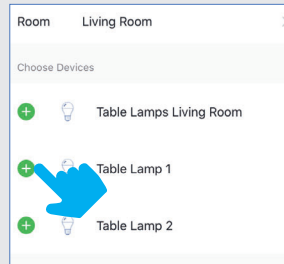 Room Living Room
Choose Devices
Table Lamps Living Room
Table Lamp 1
Table Lamp 2